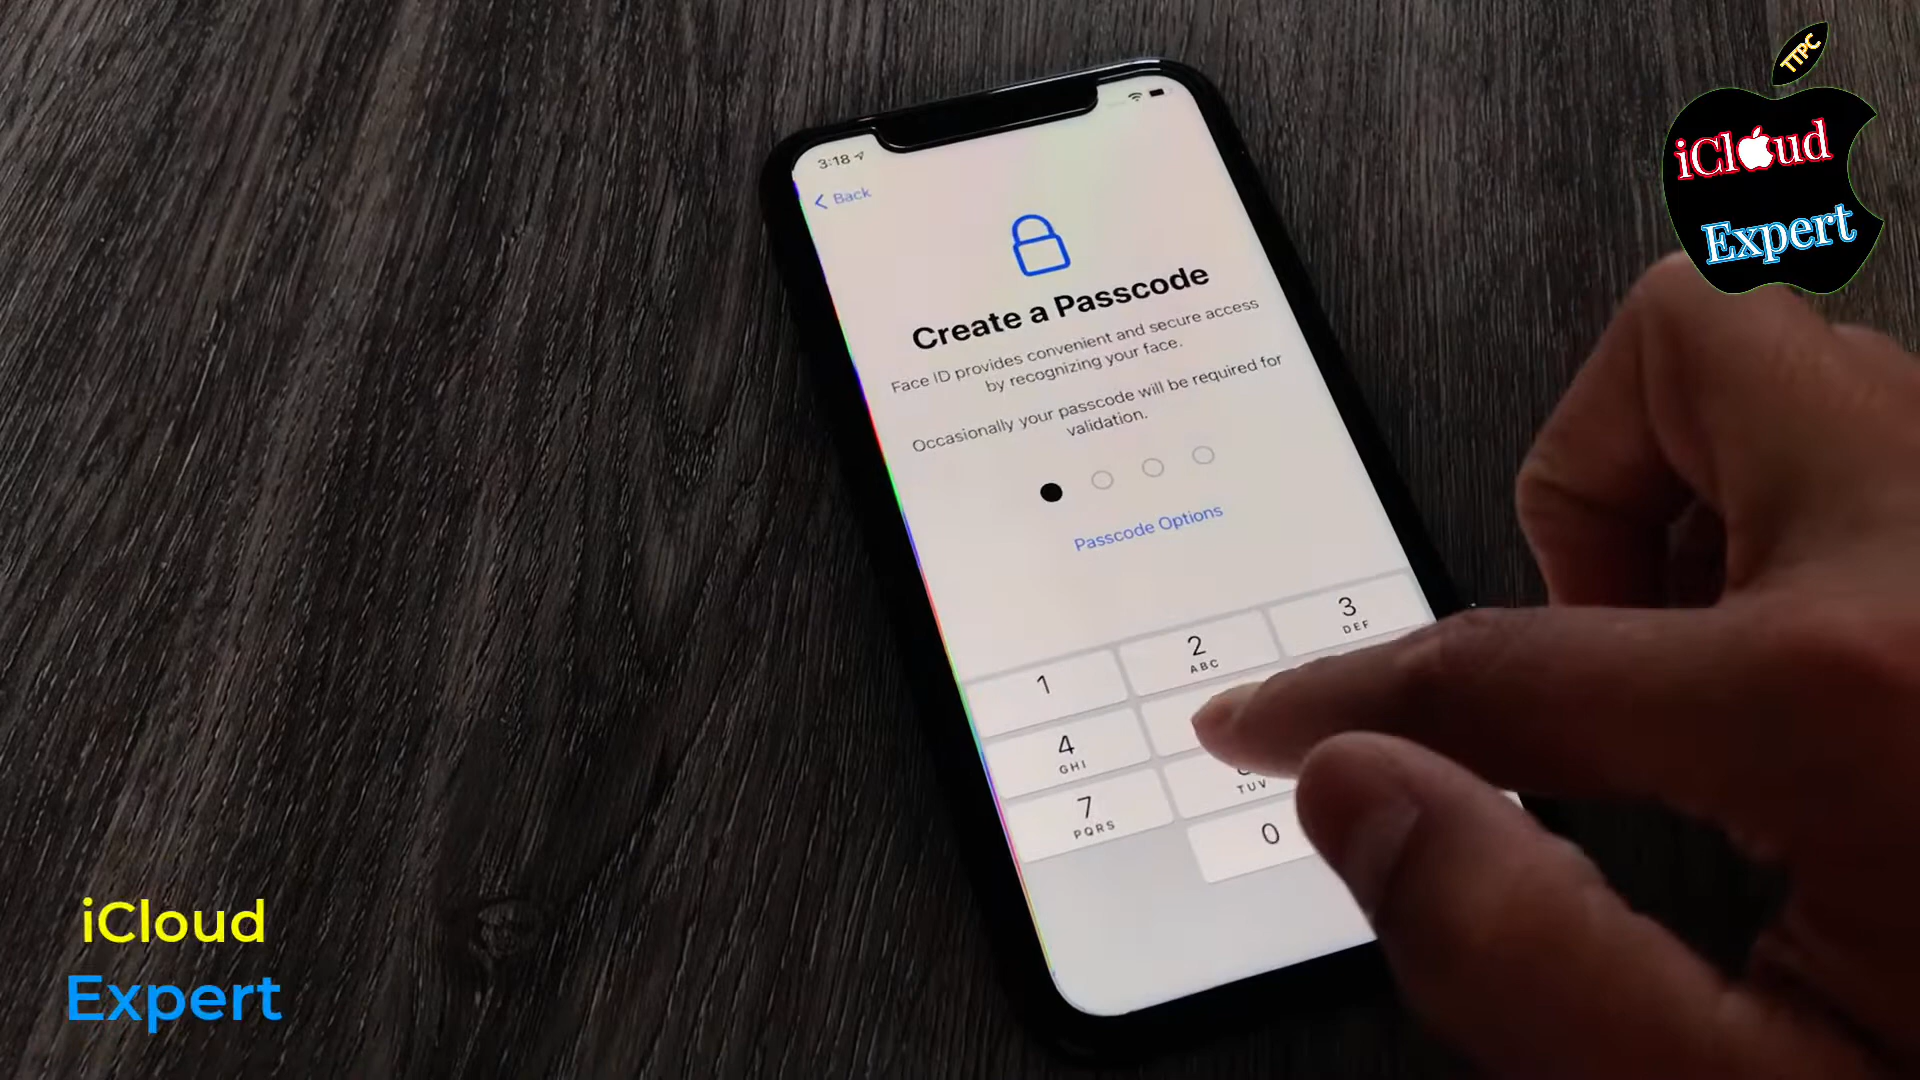 TTPC
iCloud
Expert
3:18
Back
Create a Passcode
Face ID provides convenient and secure access
by recognizing your face.
Occasionally your passcode will be required for
validation.
Passcode Options
1
2
ABC
3
DEF
4
GHI
7
PQRS
TUV
0
iCloud
Expert